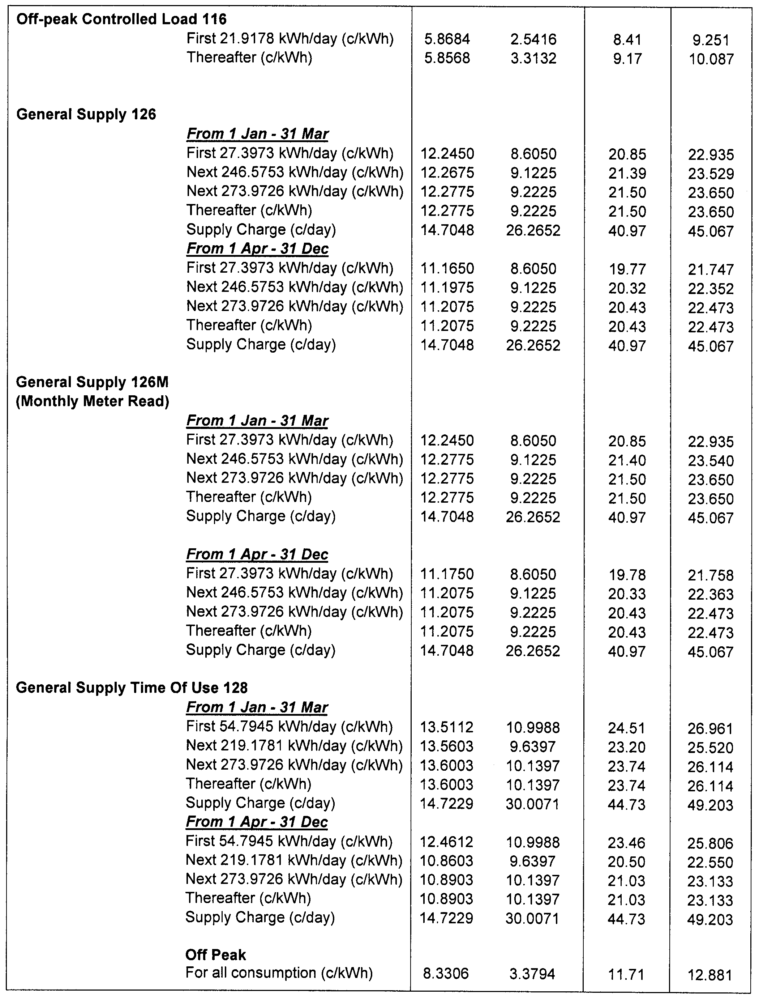 Off-peak Controlled Load 116
First 21.9178 kWh/day (c/kWh) 5.8684 2.5416 8.41 9.251
Thereafter (c/kWh) 5.8568 3.3132 9.17 10.087
General Supply 126
From 1 Jan - 31 Mar
First 27.3973 kWh/day (c/kWh) 12.2450 8.6050 20.85 22.935
Next 246.5753 kWh/day (c/kWh) 12.2675 9.1225 21.39 23.529
Next 273.9726 kWh/day (c/kWh) 12.2775 9.2225 21.50 23.650
Thereafter (c/kWh) 12.2775 9.2225 21.50 23.650
Supply Charge (c/day) 14.7048 26.2652 40.97 45.067
From 1 Apr - 31 Dec
First 27.3973 kWh/day (c/kWh) 11.1650 8.6050 19.77 21.747
Next 246.5753 kWh/day (c/kWh) 11.1975 9.1225 20.32 22.352
Next 273.9726 kWh/day (c/kWh) 11.2075 9.2225 20.43 22.473
Thereafter (c/kWh) 11.2075 9.2225 20.43 22.473
Supply Charge (c/day) 14.7048 26.2652 40.97 45.067
General Supply 126M
(Monthly Meter Read)
From 1 Jan - 31 Mar
First 27.3973 kWh/day (c/kWh) 12.2450 8.6050 20.85 22.935
Next 246.5753 kWh/day (c/kWh) 12.2775 9.1225 21.40 23.540
Next 273.9726 kWh/day (c/kWh) 12.2775 9.2225 21.50 23.650
Thereafter (c/kWh) 12.2775 9.2225 21.50 23.650
Supply Charge (c/day) 14.7048 26.2652 40.97 45.067
From 1 Apr - 31 Dec
First 27.3973 kWh/day (c/kWh) 11.1750 8.6050 19.78 21.758
Next 246.5753 kWh/day (c/kWh) 11.2075 9.1225 20.33 22.363
Next 273.9726 kWh/day (c/kWh) 11.2075 9.2225 20.43 22.473
Thereafter (c/kWh) 11.2075 9.2225 20.43 22.473
Supply Charge (c/day) 14.7048 26.2652 40.97 45.067
General Supply Time Of Use 128
From 1 Jan - 31 Mar
First 54.7945 kWh/day (c/kWh) 13.5112 10.9988 24.51 26.961
Next 219.1781 kWh/day (c/kWh) 13.5603 9.6397 23.20 25.520
Next 273.9726 kWh/day (c/kWh) 13.6003 10.1397 23.74 26.114
Thereafter (c/kWh) 13.6003 10.1397 23.74 26.114
Supply Charge (c/day) 14.7229 30.0071 44.73 49.203
From 1 Apr - 31 Dec
First 54.7945 kWh/day (c/kWh) 12.4612 10.9988 23.46 25.806
Next 219.1781 kWh/day (c/kWh) 10.8603 9.6397 20.50 22.550
Next 273.9726 kWh/day (c/kWh) 10.8903 10.1397 21.03 23.133
Thereafter (c/kWh) 10.8903 10.1397 21.03 23.133
Supply Charge (c/day) 14.7229 30.0071 44.73 49.203
Off Peak
For all consumption (c/kWh) 8.3306 3.3794 11.71 12.881